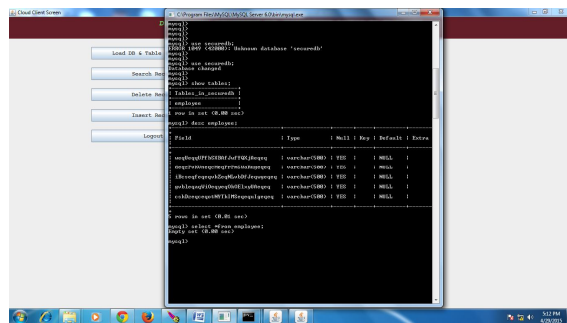 Cloud Client Screen
C:\Program Files\MySQL\MySQL Server 6.0\bin\mysql.exe
D
Load DB & Table
Search Rec
Delete Rec
Insert Rec
Logout
mysql>
mysql>
mysql>
mysql>
mysql> use securedb;
ERROR 1049 (42000): Unknown database 'securedb'
mysql>
mysql> use securedb;
Database changed
mysql>
mysql> show tables;
| Tables_in_securedb |
| employee |
1 row in set (0.00 sec)
mysql> desc employee;
| Field | Type | Null | Key | Default | Extra
| varchar(500) | YES | | NULL |
| varchar(500) | YES | | NULL |
| varchar(500) | YES | | NULL |
| varchar(500) | YES | | NULL |
| varchar(500) | YES | | NULL |
5 rows in set (0.01 sec)
mysql> select *from employee;
Empty set (0.00 sec)
mysql>
5:12 PM
4/29/2015